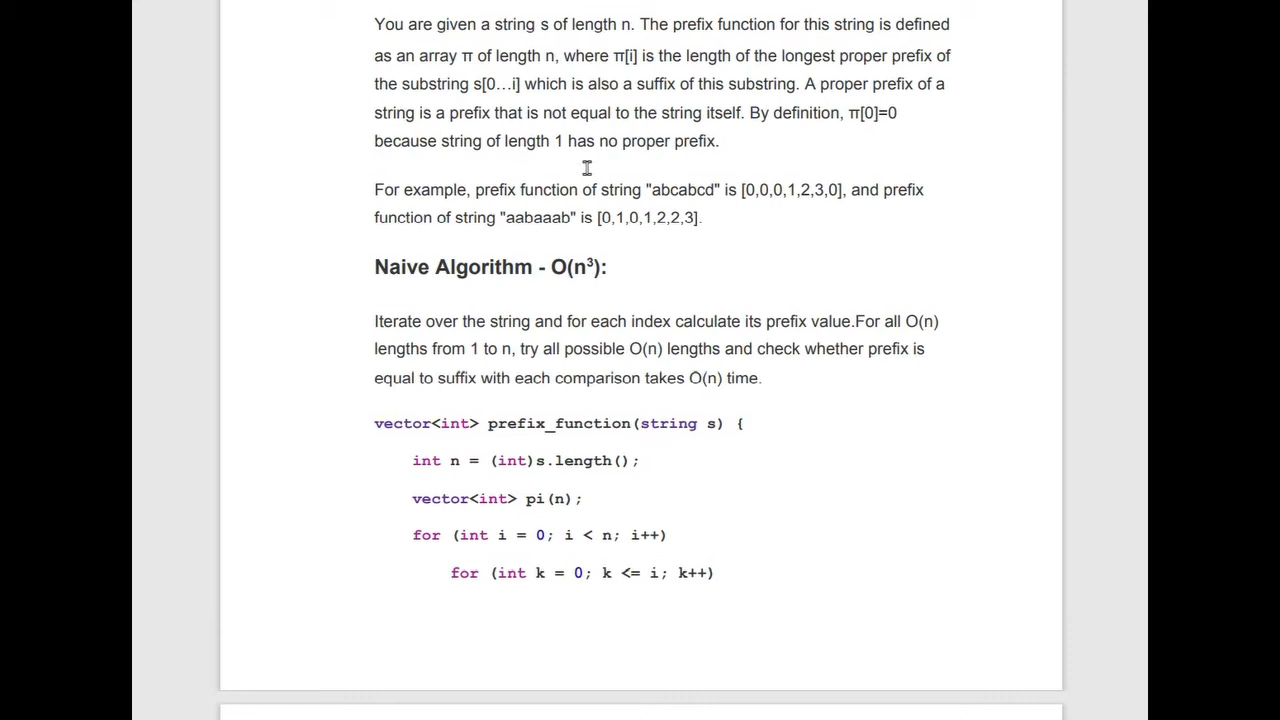 You are given a string s of length n. The prefix function for this string is defined
as an array π of length n, where π[i] is the length of the longest proper prefix of
the substring s[0…i] which is also a suffix of this substring. A proper prefix of a
string is a prefix that is not equal to the string itself. By definition, π[0]=0
because string of length 1 has no proper prefix.
For example, prefix function of string "abcabcd" is [0,0,0,1,2,3,0], and prefix
function of string "aabaaab" is [0,1,0,1,2,2,3].
Naive Algorithm - O(n³):
Iterate over the string and for each index calculate its prefix value.For all O(n)
lengths from 1 to n, try all possible O(n) lengths and check whether prefix is
equal to suffix with each comparison takes O(n) time.
vector<int> prefix_function(string s) {
int n = (int)s.length();
vector<int> pi(n);
for (int i = 0; i < n; i++)
for (int k = 0; k <= i; k++)